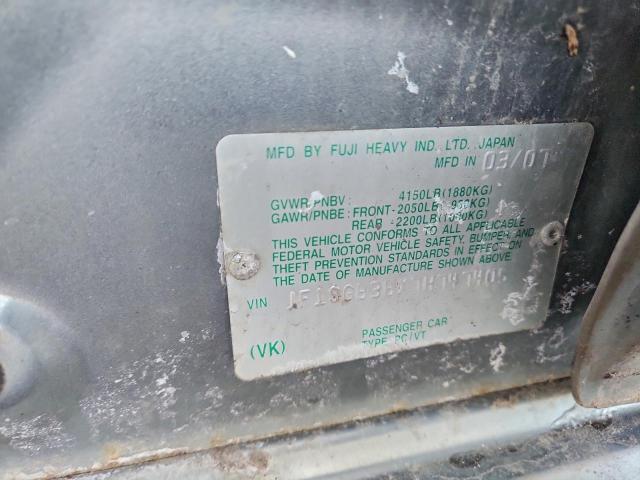 MFD BY FUJI HEAVY IND. LTD. JAPAN
MFD IN 03/07
GVWR/PNBV : 4150LB(1880KG)
GAWR/PNBE: FRONT-2050LB(930KG)
REAR -2200LB(1000KG)
THIS VEHICLE CONFORMS TO ALL APPLICABLE
FEDERAL MOTOR VEHICLE SAFETY, BUMPER AND
THEFT PREVENTION STANDARDS IN EFFECT ON
THE DATE OF MANUFACTURE SHOWN ABOVE.
VIN
PASSENGER CAR
(VK) TYPE PC/VT